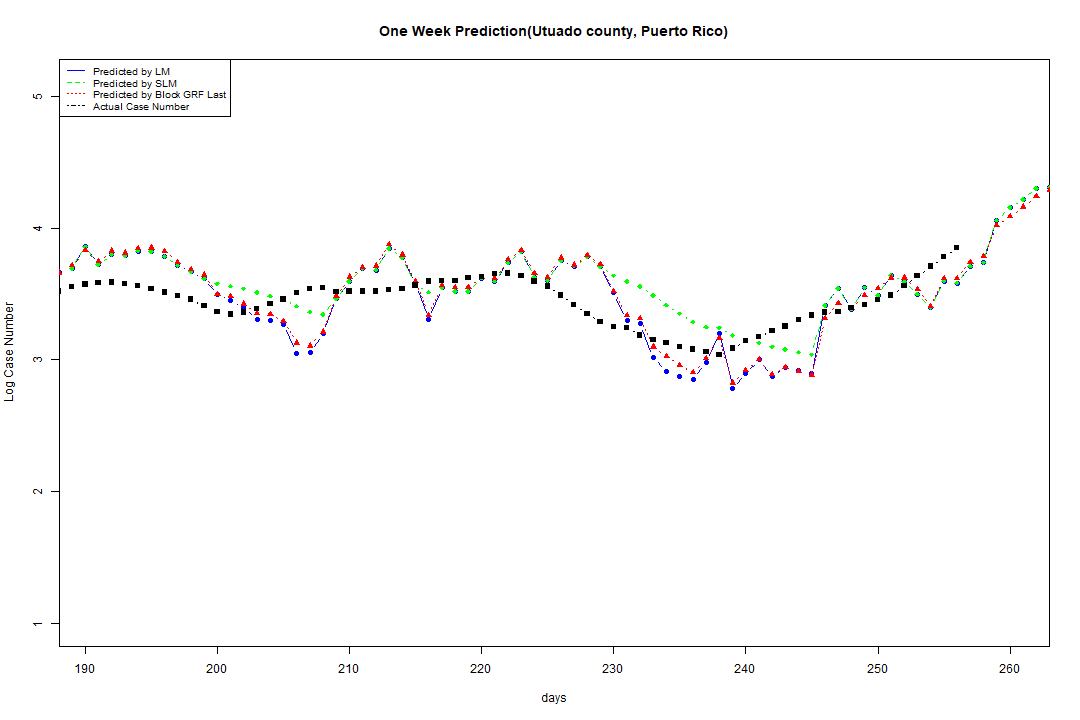 One Week Prediction(Utuado county, Puerto Rico)
Predicted by LM
Predicted by SLM
Predicted by Block GRF Last
Actual Case Number
5
4
3
2
1
Log Case Number
190 200 210 220 230 240 250 260
days